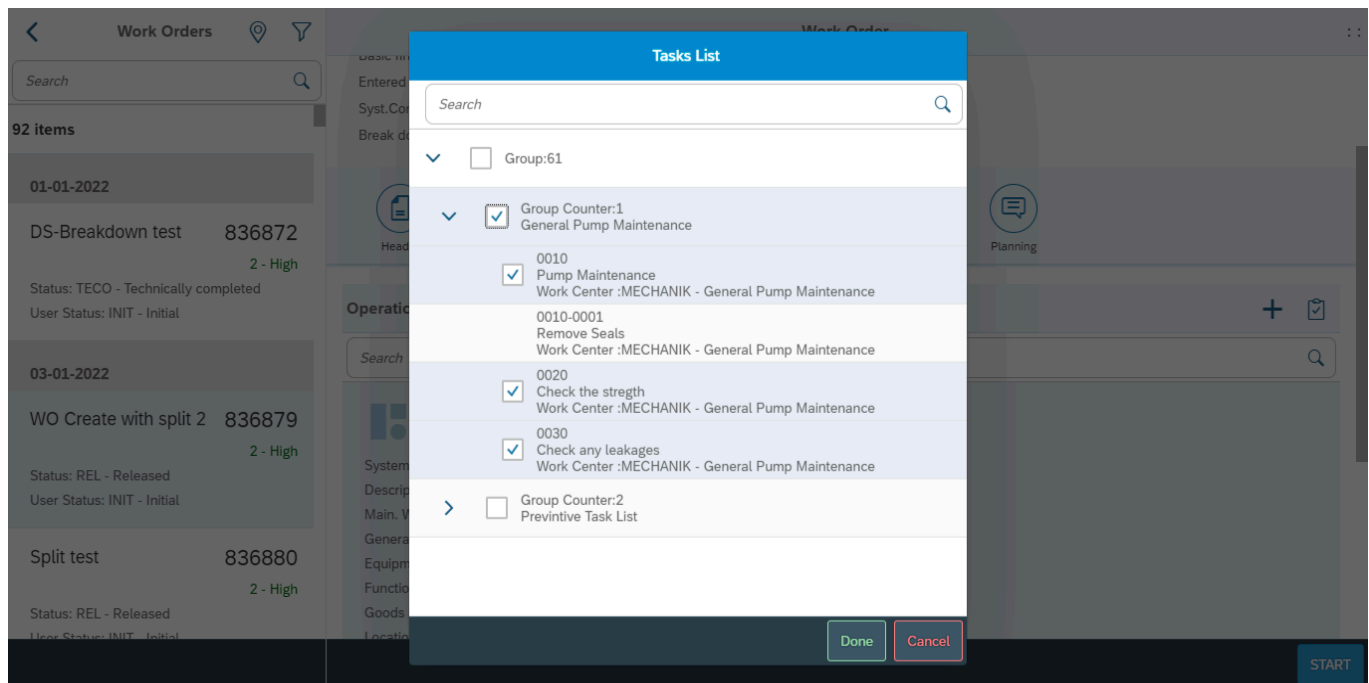 Work Orders
Search
92 items
01-01-2022
DS-Breakdown test 836872
2 - High
Status: TECO - Technically completed
User Status: INIT - Initial
03-01-2022
WO Create with split 2 836879
2 - High
Status: REL - Released
User Status: INIT - Initial
Split test 836880
2 - High
Status: REL - Released
User Status: INIT - Initial
Work Order
Entered
Syst.Con
Break do
Head
Planning
Operatio
Search
System
Descrip
Main. W
Genera
Equipm
Functio
Goods
Locatio
START
Tasks List
Search
Group:61
Group Counter:1
General Pump Maintenance
0010
Pump Maintenance
Work Center :MECHANIK - General Pump Maintenance
0010-0001
Remove Seals
Work Center :MECHANIK - General Pump Maintenance
0020
Check the stregth
Work Center :MECHANIK - General Pump Maintenance
0030
Check any leakages
Work Center :MECHANIK - General Pump Maintenance
Group Counter:2
Previntive Task List
Done Cancel